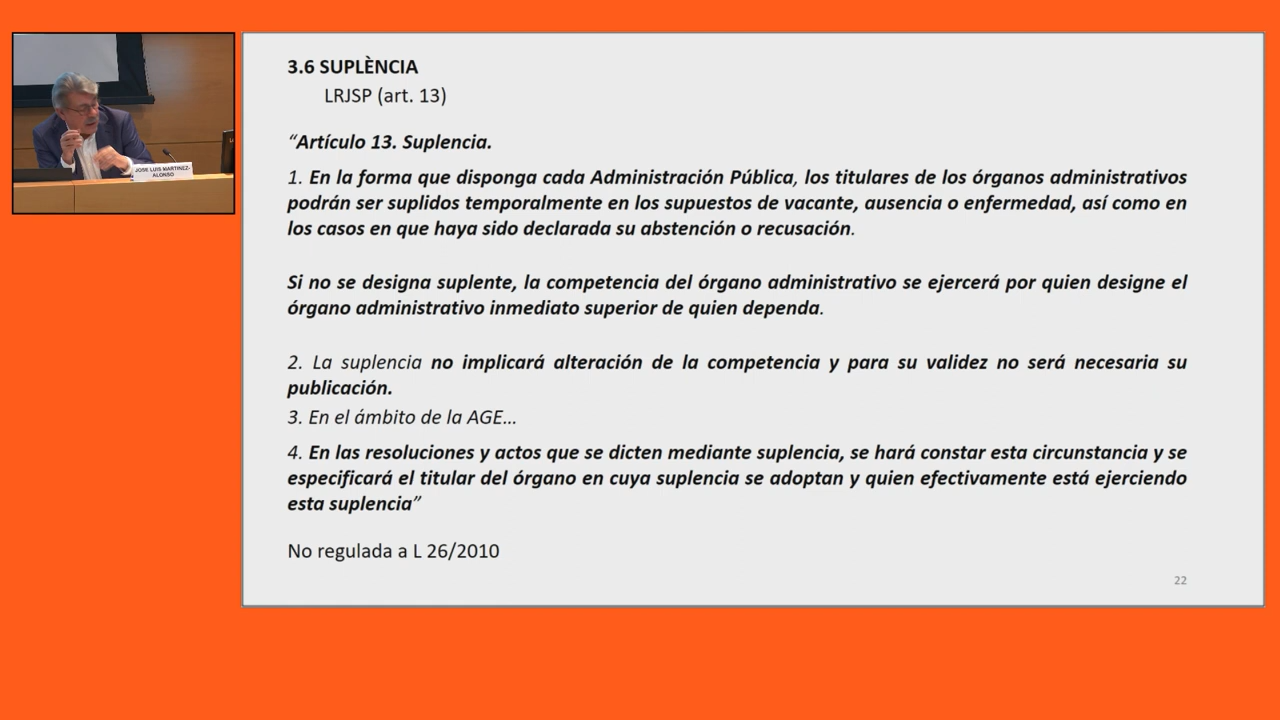 JOSE LUIS MARTINEZ-
ALONSO
3.6 SUPLÈNCIA
LRJSP (art. 13)
“Artículo 13. Suplencia.
1. En la forma que disponga cada Administración Pública, los titulares de los órganos administrativos
podrán ser suplidos temporalmente en los supuestos de vacante, ausencia o enfermedad, así como en
los casos en que haya sido declarada su abstención o recusación.
Si no se designa suplente, la competencia del órgano administrativo se ejercerá por quien designe el
órgano administrativo inmediato superior de quien dependa.
2. La suplencia no implicará alteración de la competencia y para su validez no será necesaria su
publicación.
3. En el ámbito de la AGE...
4. En las resoluciones y actos que se dicten mediante suplencia, se hará constar esta circunstancia y se
especificará el titular del órgano en cuya suplencia se adoptan y quien efectivamente está ejerciendo
esta suplencia”
No regulada a L 26/2010
22